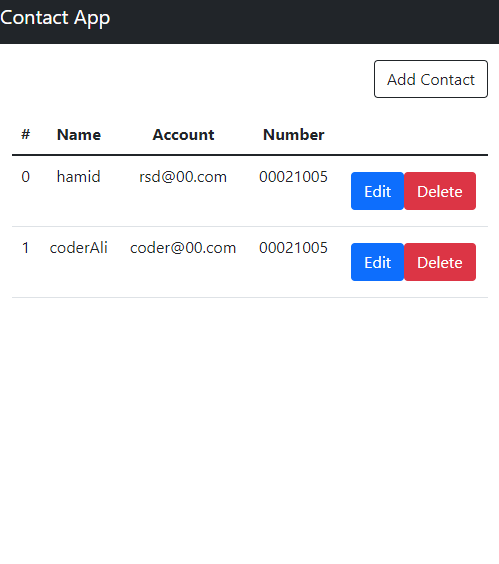 Contact App
Add Contact
# Name Account Number
0 hamid rsd@00.com 00021005 Edit Delete
1 coderAli coder@00.com 00021005 Edit Delete